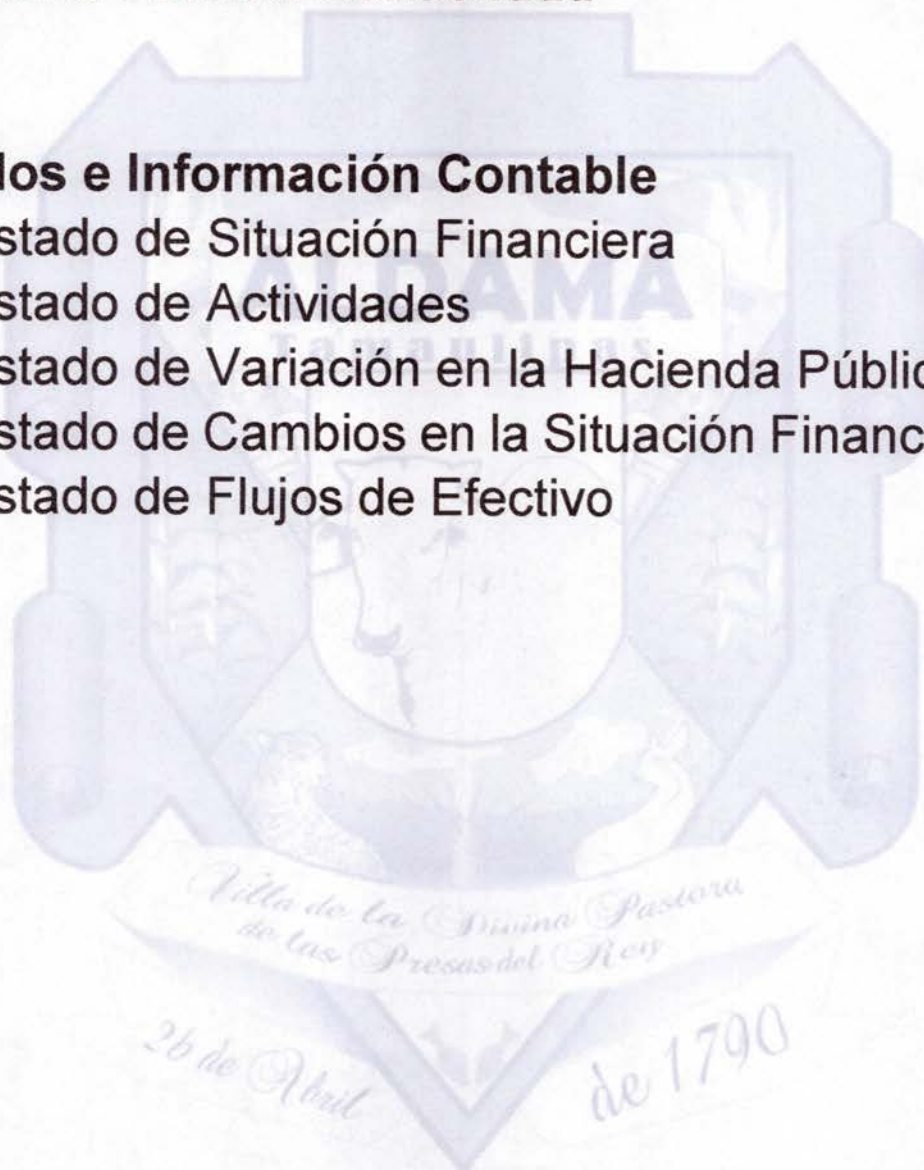 dos e Información Contable
stado de Situación Financiera
stado de Actividades
stado de Variación en la Hacienda Públic
stado de Cambios en la Situación Financ
stado de Flujos de Efectivo
ALDAMA
Tamaulipas
Villa de la Divina Pastora
de las Presas del Rey
26 de Abril
de 1790